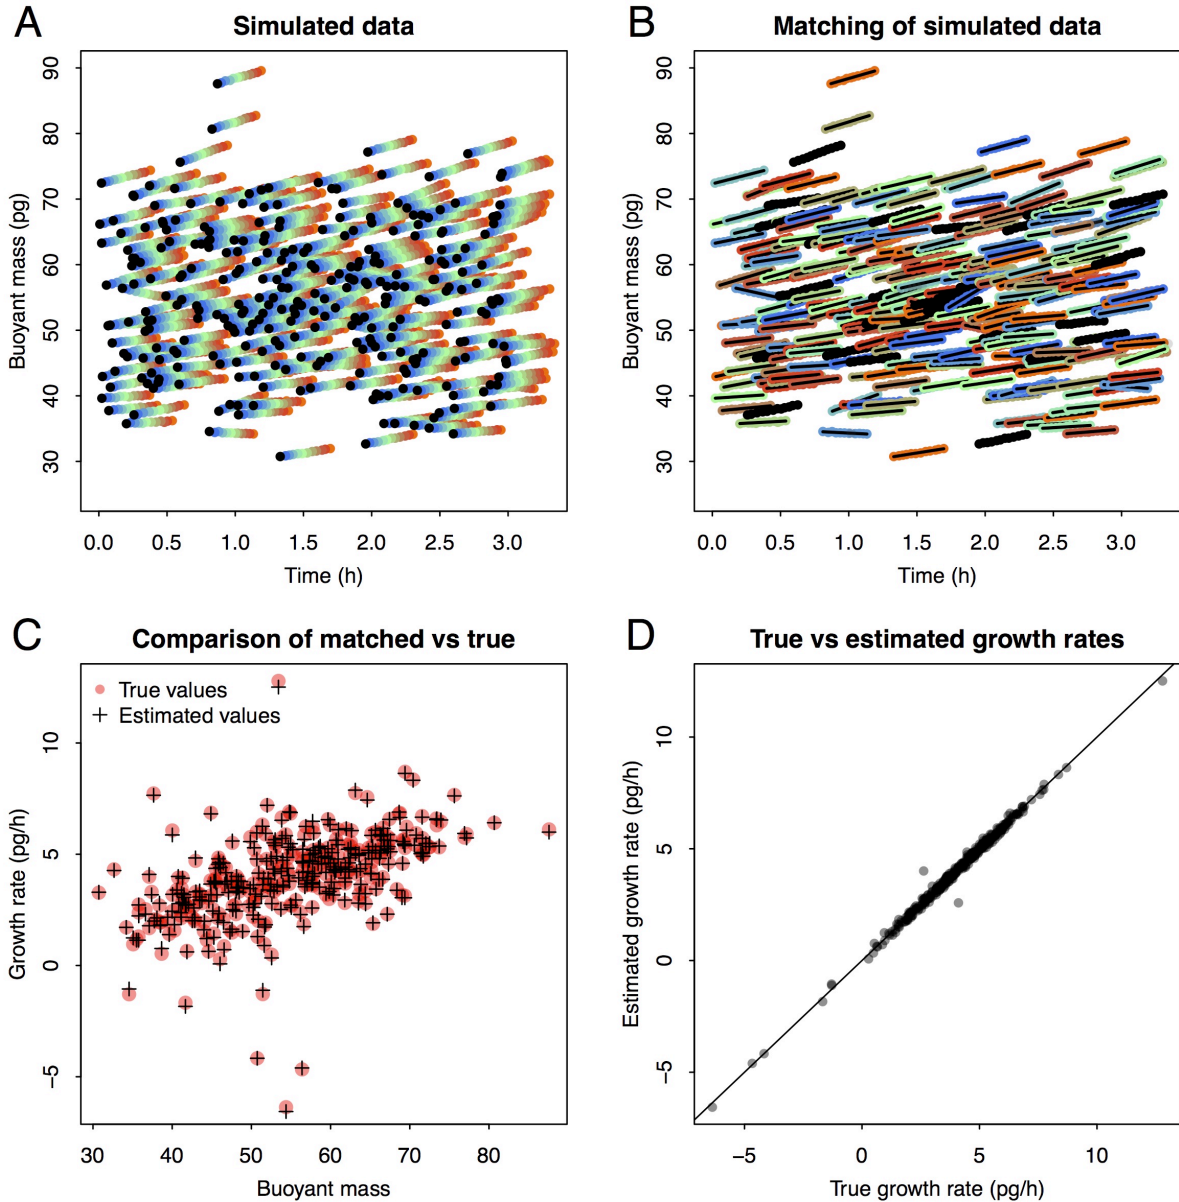 A Simulated data
90
80
70
60
50
40
30
Buoyant mass (pg)
0.0 0.5 1.0 1.5 2.0 2.5 3.0
Time (h)
B Matching of simulated data
90
80
70
60
50
40
30
Buoyant mass (pg)
0.0 0.5 1.0 1.5 2.0 2.5 3.0
Time (h)
C Comparison of matched vs true
True values
Estimated values
10
5
0
−5
Growth rate (pg/h)
30 40 50 60 70 80
Buoyant mass
D True vs estimated growth rates
10
5
0
−5
Estimated growth rate (pg/h)
−5 0 5 10
True growth rate (pg/h)